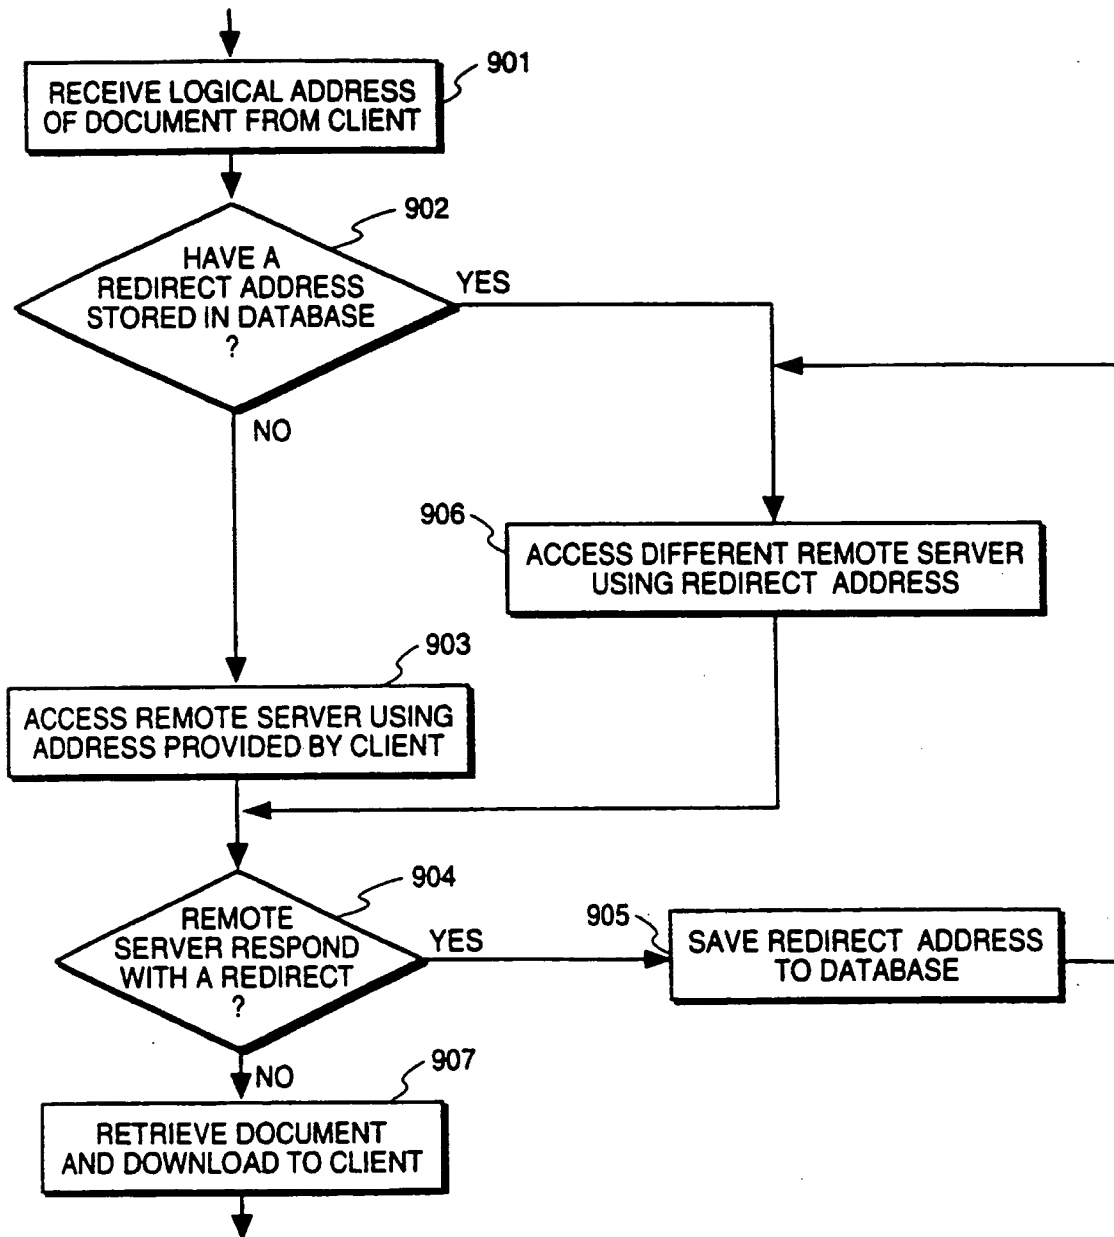 901
RECEIVE LOGICAL ADDRESS
OF DOCUMENT FROM CLIENT
902
HAVE A
REDIRECT ADDRESS
STORED IN DATABASE
?
YES
NO
906
ACCESS DIFFERENT REMOTE SERVER
USING REDIRECT ADDRESS
903
ACCESS REMOTE SERVER USING
ADDRESS PROVIDED BY CLIENT
904
REMOTE
SERVER RESPOND
WITH A REDIRECT
?
YES
905
SAVE REDIRECT ADDRESS
TO DATABASE
NO
907
RETRIEVE DOCUMENT
AND DOWNLOAD TO CLIENT